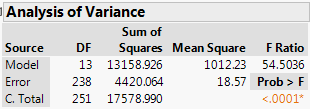 Analysis of Variance
Sum of
Source DF Squares Mean Square F Ratio
Model 13 13158.926 1012.23 54.5036
Error 238 4420.064 18.57 Prob > F
C. Total 251 17578.990 <.0001*